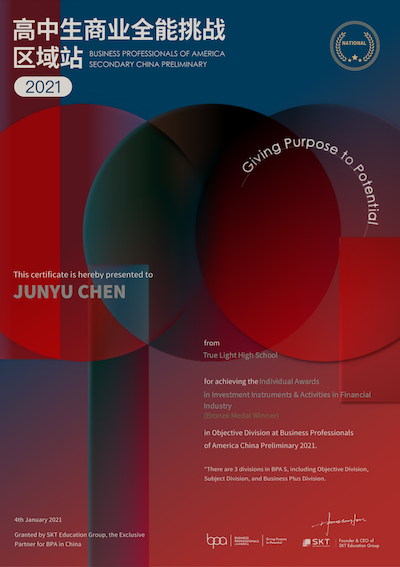 高中生商业全能挑战
区域站 BUSINESS PROFESSIONALS OF AMERICA
SECONDARY CHINA PRELIMINARY
2021
NATIONAL
Giving Purpose to Potential
This certificate is hereby presented to
JUNYU CHEN
from
True Light High School
for achieving the Individual Awards
in Investment Instruments & Activities in Financial
Industry
(Bronze Medal Winner)
in Objective Division at Business Professionals
of America China Preliminary 2021.
*There are 3 divisions in BPA S, including Objective Division,
Subject Division, and Business Plus Division.
4th January 2021
Granted by SKT Education Group, the Exclusive
Partner for BPA in China
bpa
BUSINESS
PROFESSIONALS
of AMERICA
Giving Purpose
to Potential
SKT
Founder & CEO of
SKT Education Group